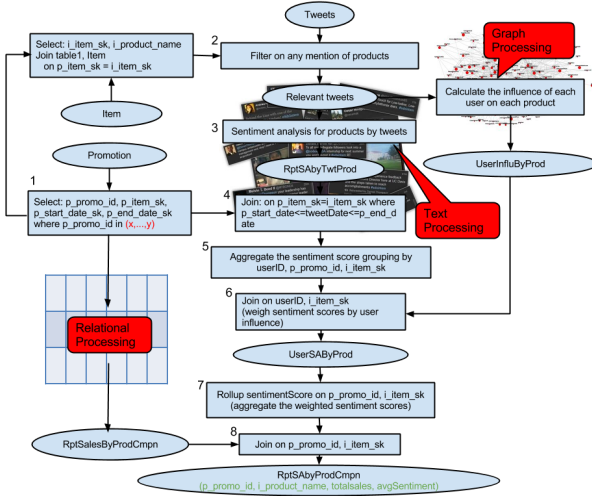 Tweets
Graph
Processing
Select: i_item_sk, i_product_name
Join table1, Item
on p_item_sk = i_item_sk
2
Filter on any mention of products
Calculate the influence of each
user on each product
Relevant tweets
Item
3
Sentiment analysis for products by tweets
Promotion
RptSAbyTwtProd
UserInfluByProd
1
Select: p_promo_id, p_item_sk,
p_start_date_sk, p_end_date_sk
where p_promo_id in (x,...,y)
4
Join: on p_item_sk=i_item_sk where
p_start_date<=tweetDate<=p_end_d
ate
Text
Processing
5
Aggregate the sentiment score grouping by
userID, p_promo_id, i_item_sk
6
Join on userID, i_item_sk
(weigh sentiment scores by user
influence)
Relational
Processing
UserSAByProd
7
Rollup sentimentScore on p_promo_id, i_item_sk
(aggregate the weighted sentiment scores)
RptSalesByProdCmpn
8
Join on p_promo_id, i_item_sk
RptSAbyProdCmpn
(p_promo_id, i_product_name, totalsales, avgSentiment)